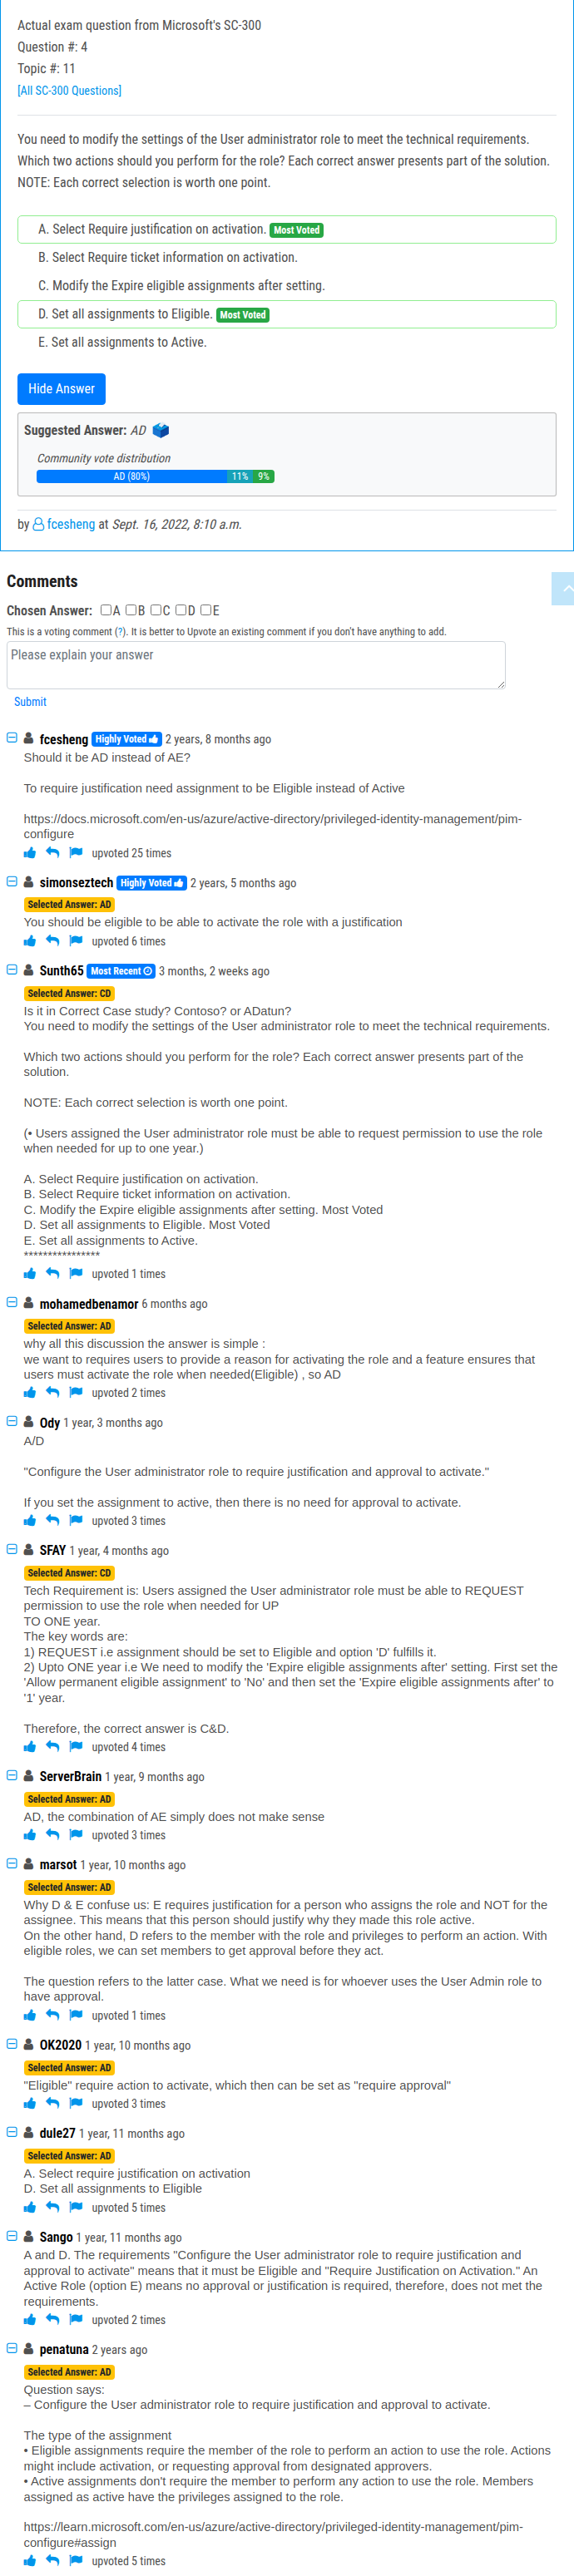 Actual exam question from Microsoft's SC-300
Question #: 4
Topic #: 11
[All SC-300 Questions]
You need to modify the settings of the User administrator role to meet the technical requirements.
Which two actions should you perform for the role? Each correct answer presents part of the solution.
NOTE: Each correct selection is worth one point.
A. Select Require justification on activation. Most Voted
B. Select Require ticket information on activation.
C. Modify the Expire eligible assignments after setting.
D. Set all assignments to Eligible. Most Voted
E. Set all assignments to Active.
Hide Answer
Suggested Answer: AD
Community vote distribution
AD (80%) 11% 9%
by fcesheng at Sept. 16, 2022, 8:10 a.m.
Comments
Chosen Answer: A B C D E
This is a voting comment (?). It is better to Upvote an existing comment if you don't have anything to add.
Please explain your answer
Submit
fcesheng Highly Voted 2 years, 8 months ago
Should it be AD instead of AE?
To require justification need assignment to be Eligible instead of Active
https://docs.microsoft.com/en-us/azure/active-directory/privileged-identity-management/pim-
configure
upvoted 25 times
simonseztech Highly Voted 2 years, 5 months ago
Selected Answer: AD
You should be eligible to be able to activate the role with a justification
upvoted 6 times
Sunth65 Most Recent 3 months, 2 weeks ago
Selected Answer: CD
Is it in Correct Case study? Contoso? or ADatun?
You need to modify the settings of the User administrator role to meet the technical requirements.
Which two actions should you perform for the role? Each correct answer presents part of the
solution.
NOTE: Each correct selection is worth one point.
(• Users assigned the User administrator role must be able to request permission to use the role
when needed for up to one year.)
A. Select Require justification on activation.
B. Select Require ticket information on activation.
C. Modify the Expire eligible assignments after setting. Most Voted
D. Set all assignments to Eligible. Most Voted
E. Set all assignments to Active.
****************
upvoted 1 times
mohamedbenamor 6 months ago
Selected Answer: AD
why all this discussion the answer is simple :
we want to requires users to provide a reason for activating the role and a feature ensures that
users must activate the role when needed(Eligible) , so AD
upvoted 2 times
Ody 1 year, 3 months ago
A/D
"Configure the User administrator role to require justification and approval to activate."
If you set the assignment to active, then there is no need for approval to activate.
upvoted 3 times
SFAY 1 year, 4 months ago
Selected Answer: CD
Tech Requirement is: Users assigned the User administrator role must be able to REQUEST
permission to use the role when needed for UP
TO ONE year.
The key words are:
1) REQUEST i.e assignment should be set to Eligible and option 'D' fulfills it.
2) Upto ONE year i.e We need to modify the 'Expire eligible assignments after' setting. First set the
'Allow permanent eligible assignment' to 'No' and then set the 'Expire eligible assignments after' to
'1' year.
Therefore, the correct answer is C&D.
upvoted 4 times
ServerBrain 1 year, 9 months ago
Selected Answer: AD
AD, the combination of AE simply does not make sense
upvoted 3 times
marsot 1 year, 10 months ago
Selected Answer: AD
Why D & E confuse us: E requires justification for a person who assigns the role and NOT for the
assignee. This means that this person should justify why they made this role active.
On the other hand, D refers to the member with the role and privileges to perform an action. With
eligible roles, we can set members to get approval before they act.
The question refers to the latter case. What we need is for whoever uses the User Admin role to
have approval.
upvoted 1 times
OK2020 1 year, 10 months ago
Selected Answer: AD
"Eligible" require action to activate, which then can be set as "require approval"
upvoted 3 times
dule27 1 year, 11 months ago
Selected Answer: AD
A. Select require justification on activation
D. Set all assignments to Eligible
upvoted 5 times
Sango 1 year, 11 months ago
A and D. The requirements "Configure the User administrator role to require justification and
approval to activate" means that it must be Eligible and "Require Justification on Activation." An
Active Role (option E) means no approval or justification is required, therefore, does not met the
requirements.
upvoted 2 times
penatuna 2 years ago
Selected Answer: AD
Question says:
– Configure the User administrator role to require justification and approval to activate.
The type of the assignment
• Eligible assignments require the member of the role to perform an action to use the role. Actions
might include activation, or requesting approval from designated approvers.
• Active assignments don't require the member to perform any action to use the role. Members
assigned as active have the privileges assigned to the role.
https://learn.microsoft.com/en-us/azure/active-directory/privileged-identity-management/pim-
configure#assign
upvoted 5 times